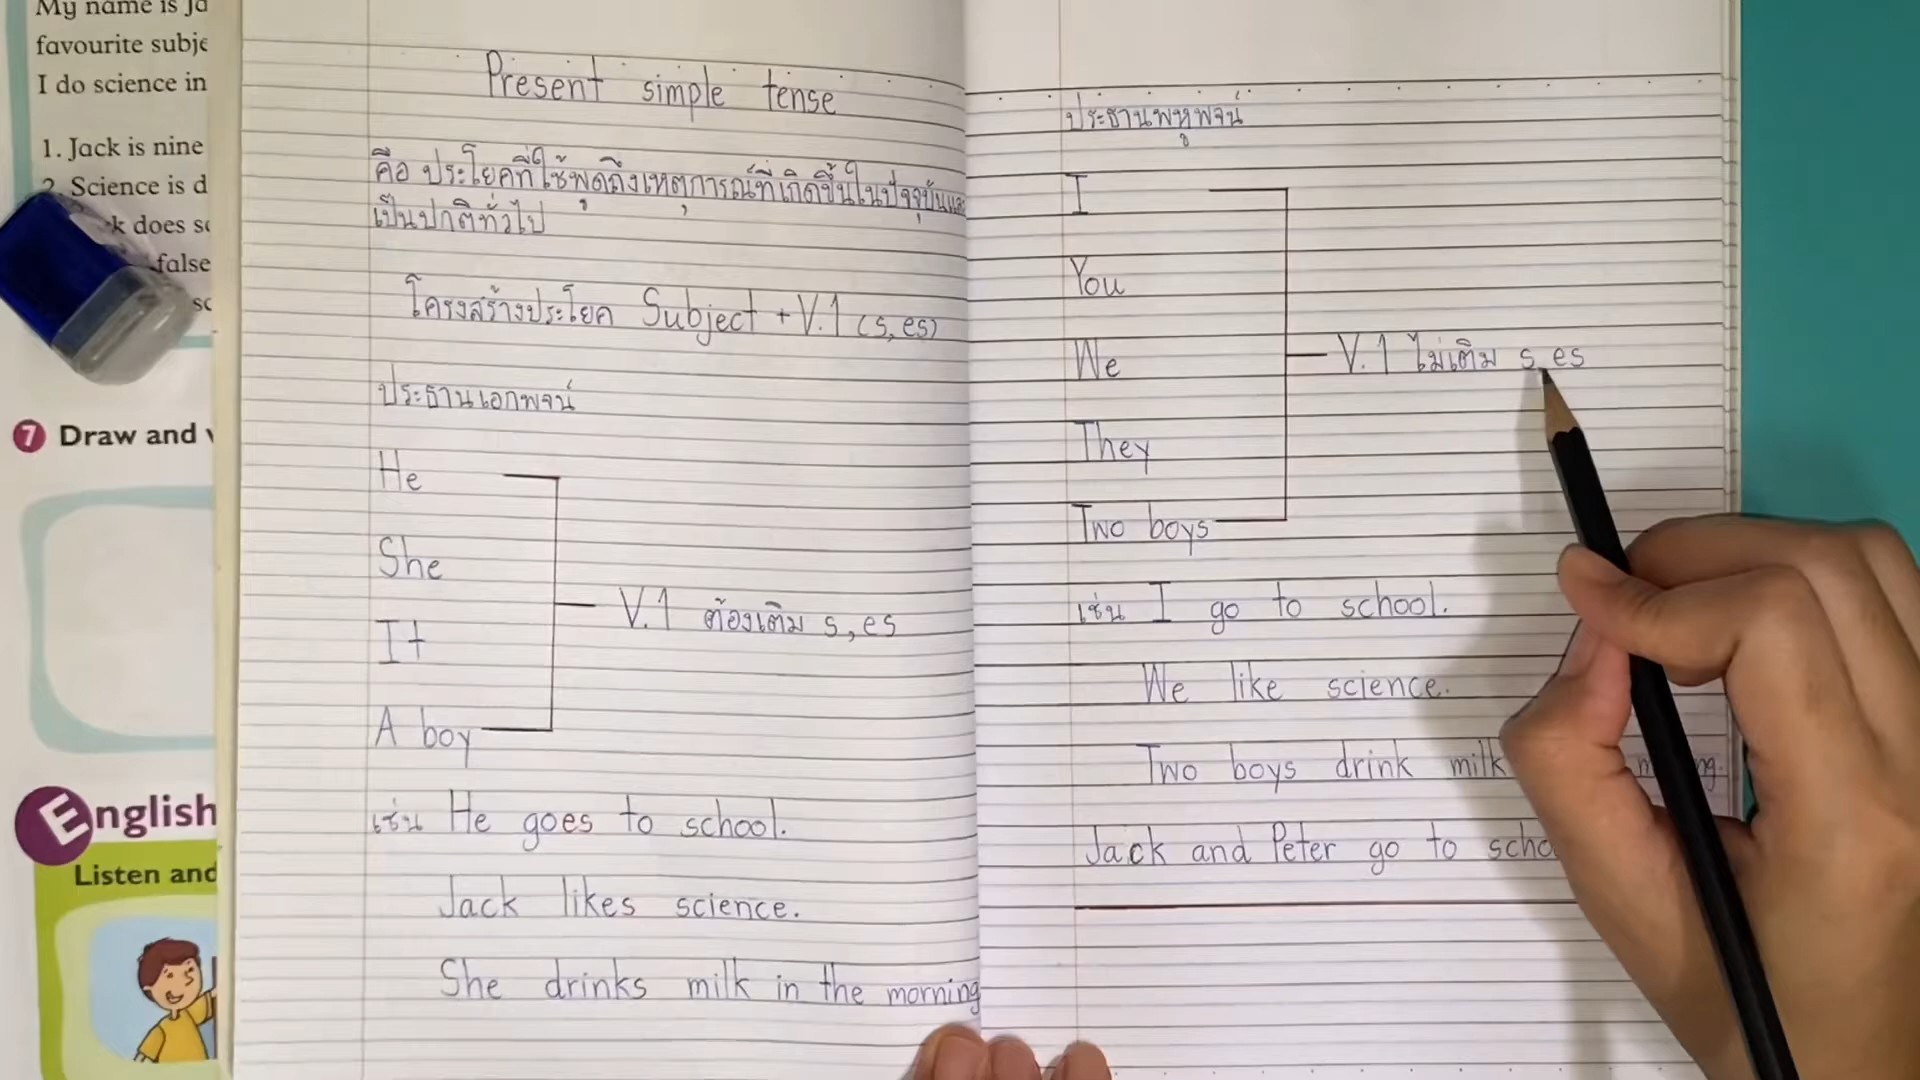 My name is Ja
favourite subje
I do science in
1. Jack is nine
2. Science is d
k does sc
false
sc
7 Draw and
English
Listen and
Present simple tense
คือ ประโยคที่ใช้พูดถึงเหตุการณ์ที่เกิดขึ้นในปัจจุบันและ
เป็นปกติทั่วไป
โครงสร้างประโยค Subject + V.1 (s, es)
ประธานเอกพจน์
He
She
It
A boy
V.1 ต้องเติม s, es
เช่น He goes to school.
Jack likes science.
She drinks milk in the morning
ประธานพหูพจน์
I
You
We
They
Two boys
V.1 ไม่เติม s, es
เช่น I go to school.
We like science.
Two boys drink milk
Jack and Peter go to scho